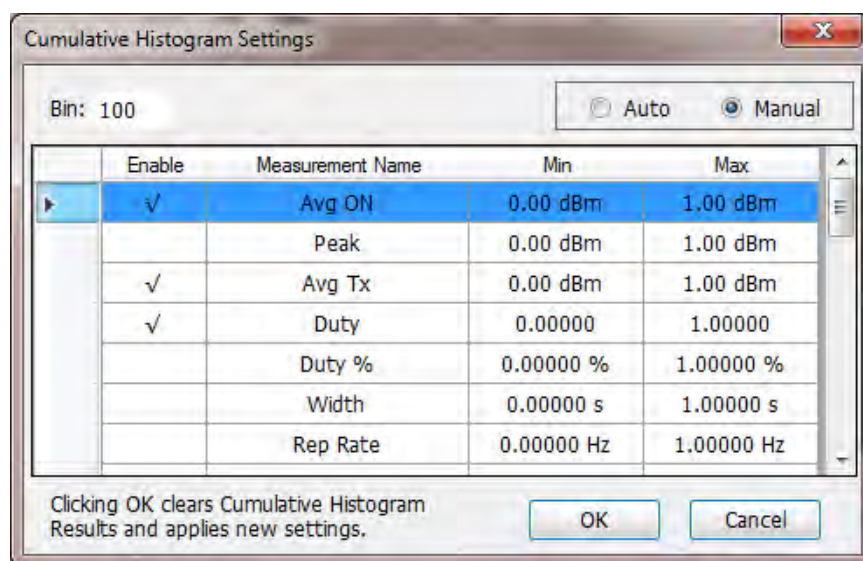 Cumulative Histogram Settings
Bin: 100 Auto Manual
Enable Measurement Name Min Max
√ Avg ON 0.00 dBm 1.00 dBm
Peak 0.00 dBm 1.00 dBm
√ Avg Tx 0.00 dBm 1.00 dBm
√ Duty 0.00000 1.00000
Duty % 0.00000 % 1.00000 %
Width 0.00000 s 1.00000 s
Rep Rate 0.00000 Hz 1.00000 Hz
Clicking OK clears Cumulative Histogram
Results and applies new settings.
OK Cancel